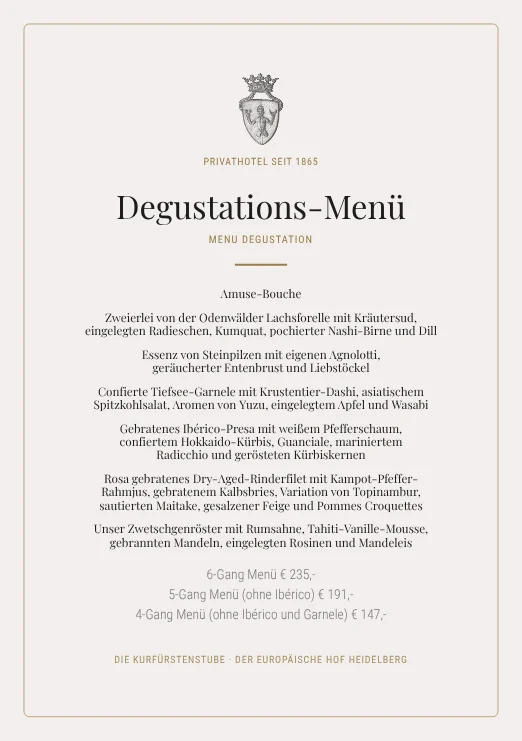 PRIVATHOTEL SEIT 1865
Degustations-Menü
MENU DEGUSTATION
Amuse-Bouche
Zweierlei von der Odenwälder Lachsforelle mit Kräutersud,
eingelegten Radieschen, Kumquat, pochierter Nashi-Birne und Dill
Essenz von Steinpilzen mit eigenen Agnolotti,
geräucherter Entenbrust und Liebstöckel
Confierte Tiefsee-Garnele mit Krustentier-Dashi, asiatischem
Spitzkohlsalat, Aromen von Yuzu, eingelegtem Apfel und Wasabi
Gebratenes Ibérico-Presa mit weißem Pfefferschaum,
confiertem Hokkaido-Kürbis, Guanciale, mariniertem
Radicchio und gerösteten Kürbiskernen
Rosa gebratenes Dry-Aged-Rinderfilet mit Kampot-Pfeffer-
Rahmjus, gebratenem Kalbsbries, Variation von Topinambur,
sautierten Maitake, gesalzener Feige und Pommes Croquettes
Unser Zwetschgenröster mit Rumsahne, Tahiti-Vanille-Mousse,
gebrannten Mandeln, eingelegten Rosinen und Mandeleis
6-Gang Menü € 235,-
5-Gang Menü (ohne Ibérico) € 191,-
4-Gang Menü (ohne Ibérico und Garnele) € 147,-
DIE KURFÜRSTENSTUBE · DER EUROPÄISCHE HOF HEIDELBERG